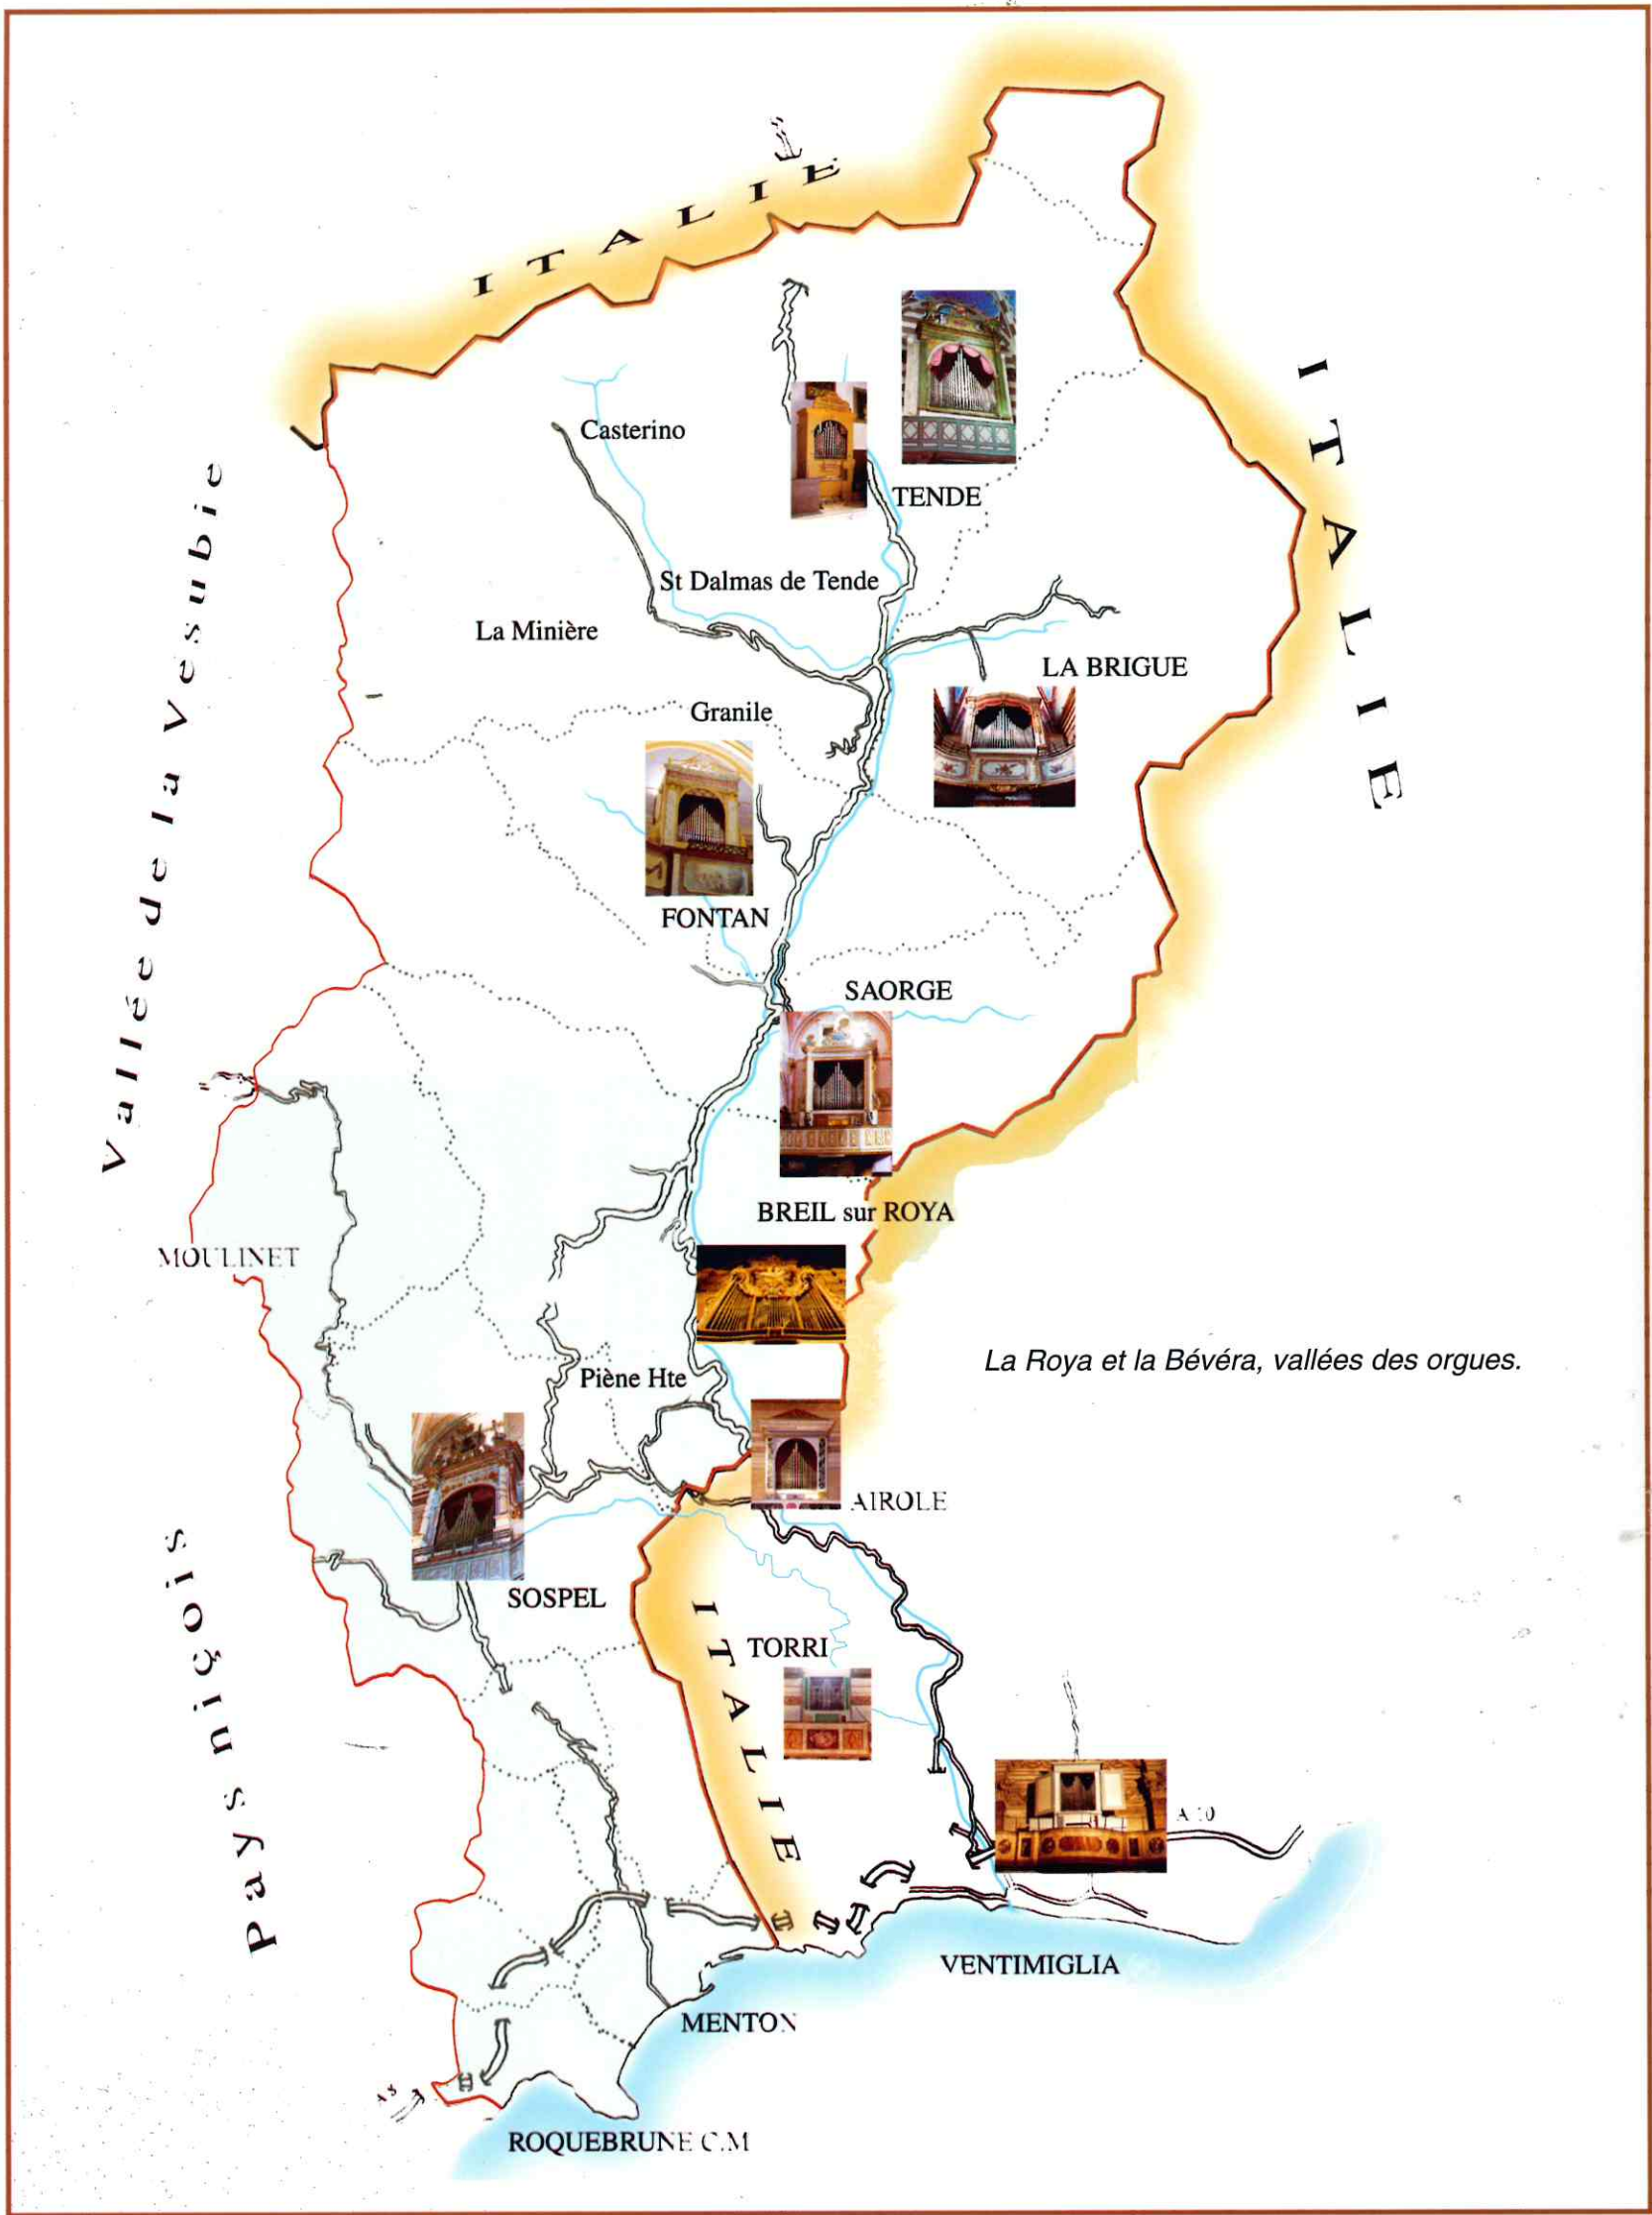 ITALIE
ITALIE
Casterino
TENDE
St Dalmas de Tende
La Minière
LA BRIGUE
Granile
Vallée de la Vesubie
FONTAN
SAORGE
BREIL sur ROYA
MOULINET
La Roya et la Bévéra, vallées des orgues.
Piène Hte
AIROLE
SOSPEL
ITALIE
TORRI
Pays niçois
VENTIMIGLIA
MENTON
A8
ROQUEBRUNE C.M